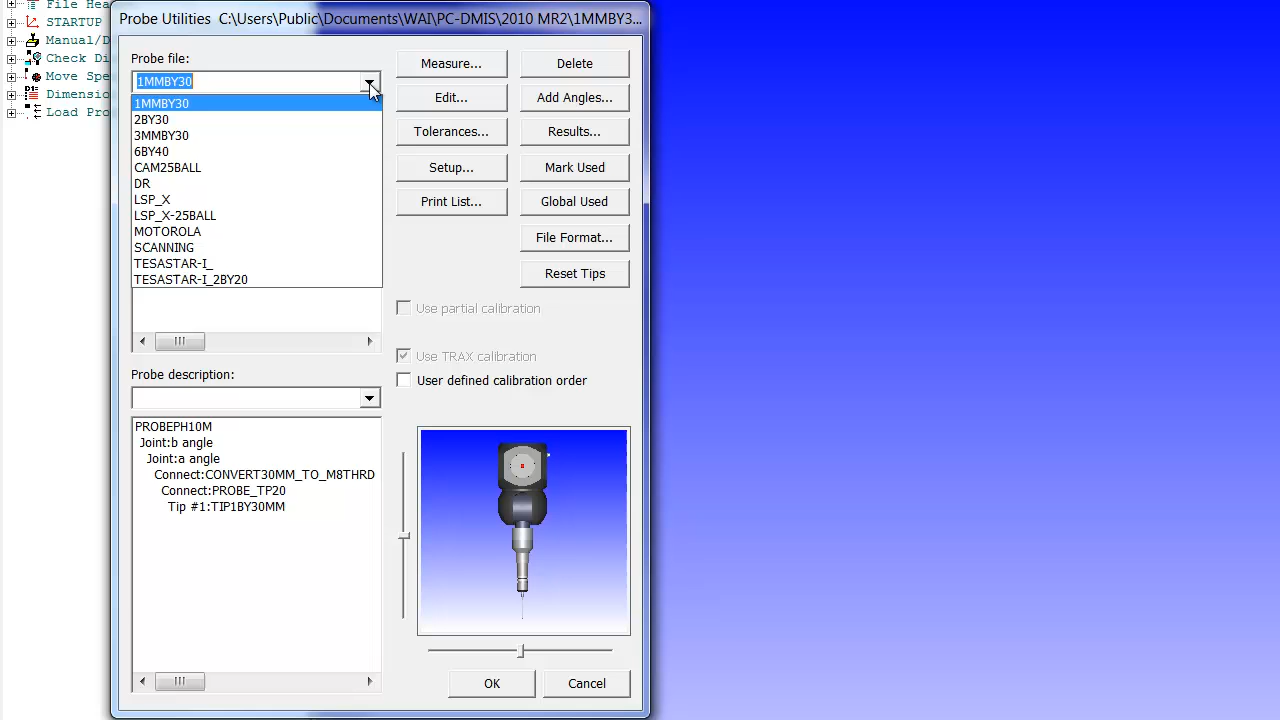 File Heade
STARTUP
Manual/D
Check Di
Move Spe
Dimensio
Load Pro
Probe Utilities C:\Users\Public\Documents\WAI\PC-DMIS\2010 MR2\1MMBY3...
Probe file:
1MMBY30
1MMBY30
2BY30
3MMBY30
6BY40
CAM25BALL
DR
LSP_X
LSP_X-25BALL
MOTOROLA
SCANNING
TESASTAR-I_
TESASTAR-I_2BY20
Measure...
Delete
Edit...
Add Angles...
Tolerances...
Results...
Setup...
Mark Used
Print List...
Global Used
File Format...
Reset Tips
Use partial calibration
Use TRAX calibration
User defined calibration order
Probe description:
PROBEPH10M
Joint:b angle
Joint:a angle
Connect:CONVERT30MM_TO_M8THRD
Connect:PROBE_TP20
Tip #1:TIP1BY30MM
OK
Cancel